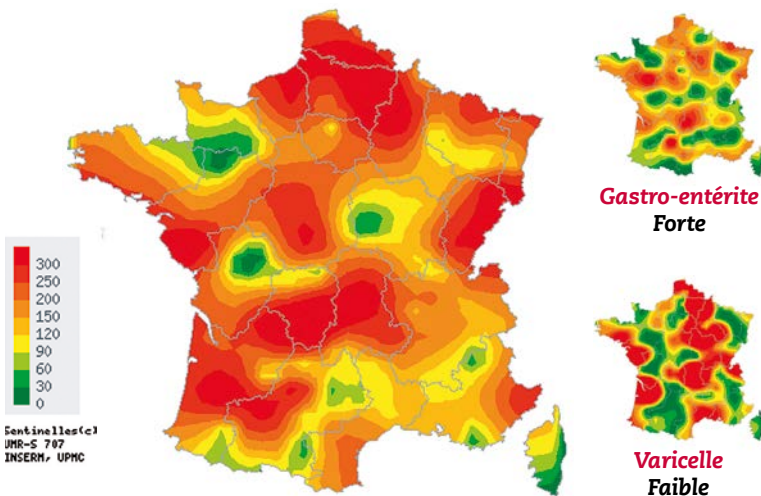 300
250
200
150
120
90
60
30
0
Sentinelles(c)
UMR-S 707
INSERM, UPMC
Gastro-entérite
Forte
Varicelle
Faible